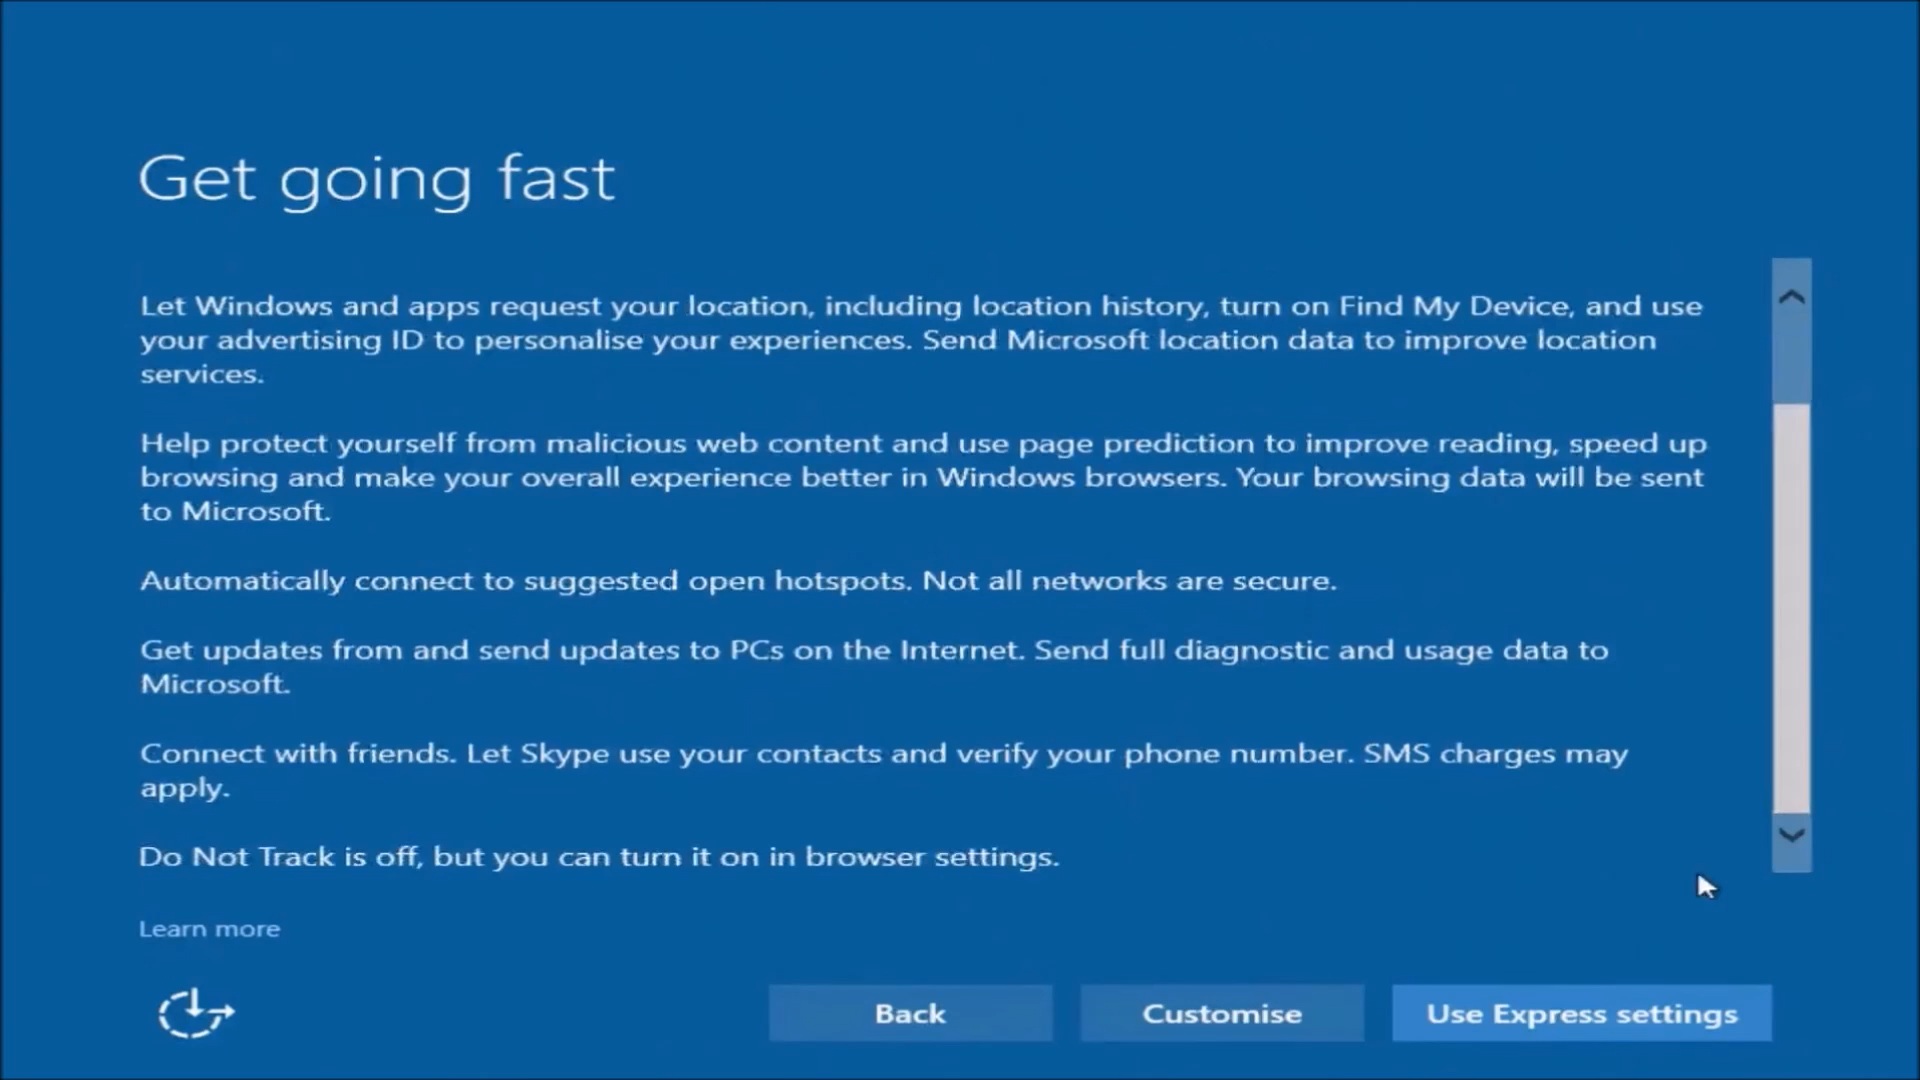 Get going fast
Let Windows and apps request your location, including location history, turn on Find My Device, and use
your advertising ID to personalise your experiences. Send Microsoft location data to improve location
services.
Help protect yourself from malicious web content and use page prediction to improve reading, speed up
browsing and make your overall experience better in Windows browsers. Your browsing data will be sent
to Microsoft.
Automatically connect to suggested open hotspots. Not all networks are secure.
Get updates from and send updates to PCs on the Internet. Send full diagnostic and usage data to
Microsoft.
Connect with friends. Let Skype use your contacts and verify your phone number. SMS charges may
apply.
Do Not Track is off, but you can turn it on in browser settings.
Learn more
Back
Customise
Use Express settings